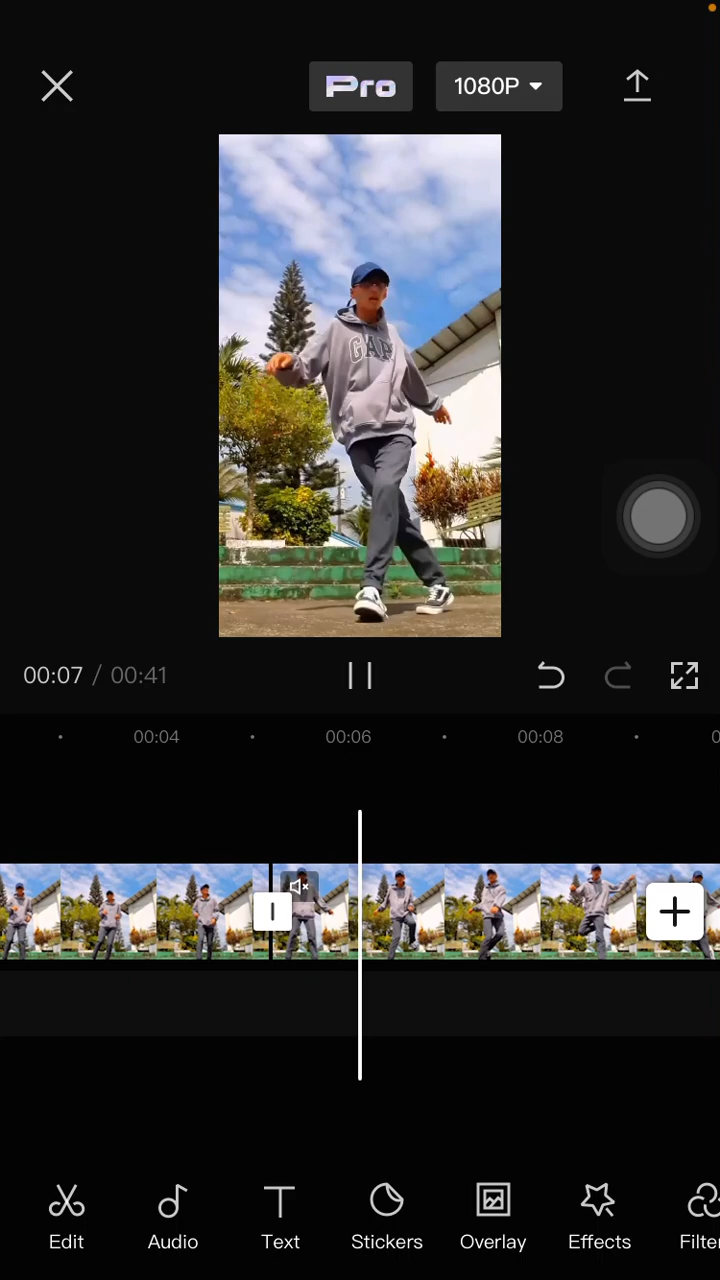 Pro 1080P
GAP
00:07 / 00:41
00:04 00:06 00:08
Edit Audio Text Stickers Overlay Effects Filter